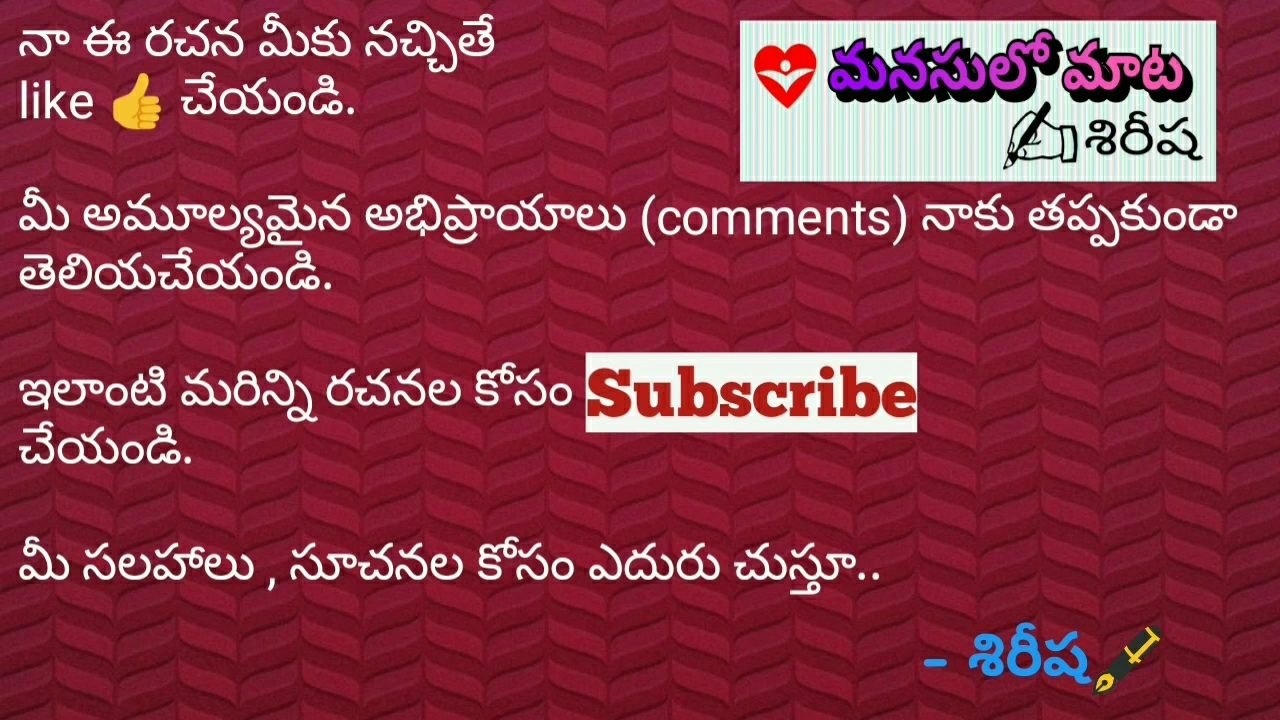 నా ఈ రచన మీకు నచ్చితే
like 👍 చేయండి.
మనసులో మాట
✍శిరీష
మీ అమూల్యమైన అభిప్రాయాలు (comments) నాకు తప్పకుండా
తెలియచేయండి.
ఇలాంటి మరిన్ని రచనల కోసం Subscribe
చేయండి.
మీ సలహాలు , సూచనల కోసం ఎదురు చుస్తూ..
- శిరీష🖋